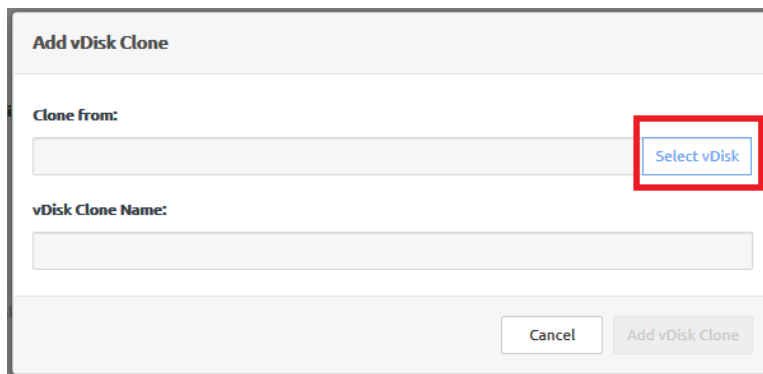 Add vDisk Clone
Clone from:
Select vDisk
vDisk Clone Name:
Cancel
Add vDisk Clone